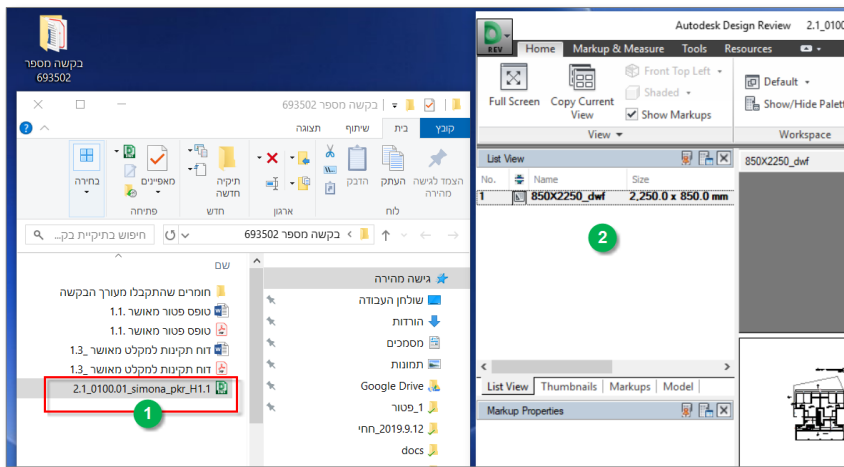 בקשה מספר
693502
בקשה מספר 693502
קובץ
בית
שיתוף
תצוגה
הצמד לגישה מהירה
העתק
הדבק
תיקיה חדשה
מאפיינים
בחירה
לוח
ארגון
חדש
פתיחה
בקשה מספר 693502
חיפוש בתיקיית בק...
שם
חומרים שהתקבלו מעורך הבקשה
טופס פטור מאושר .1.1
טופס פטור מאושר .1.1
דוח תקינות למקלט מאושר _1.3
דוח תקינות למקלט מאושר _1.3
2.1_0100.01_simona_pkr_H1.1
1
גישה מהירה
שולחן העבודה
הורדות
מסמכים
תמונות
Google Drive
1_פטור
2019.9.12_חחי
docs
Autodesk Design Review 2.1_0100
REV
Home Markup & Measure Tools Resources
Full Screen
Copy Current View
Front Top Left
Shaded
Show Markups
View
Default
Show/Hide Palett
Workspace
List View
850X2250_dwf
No. Name Size
1 850X2250_dwf 2,250.0 x 850.0 mm
2
List View Thumbnails Markups Model
Markup Properties